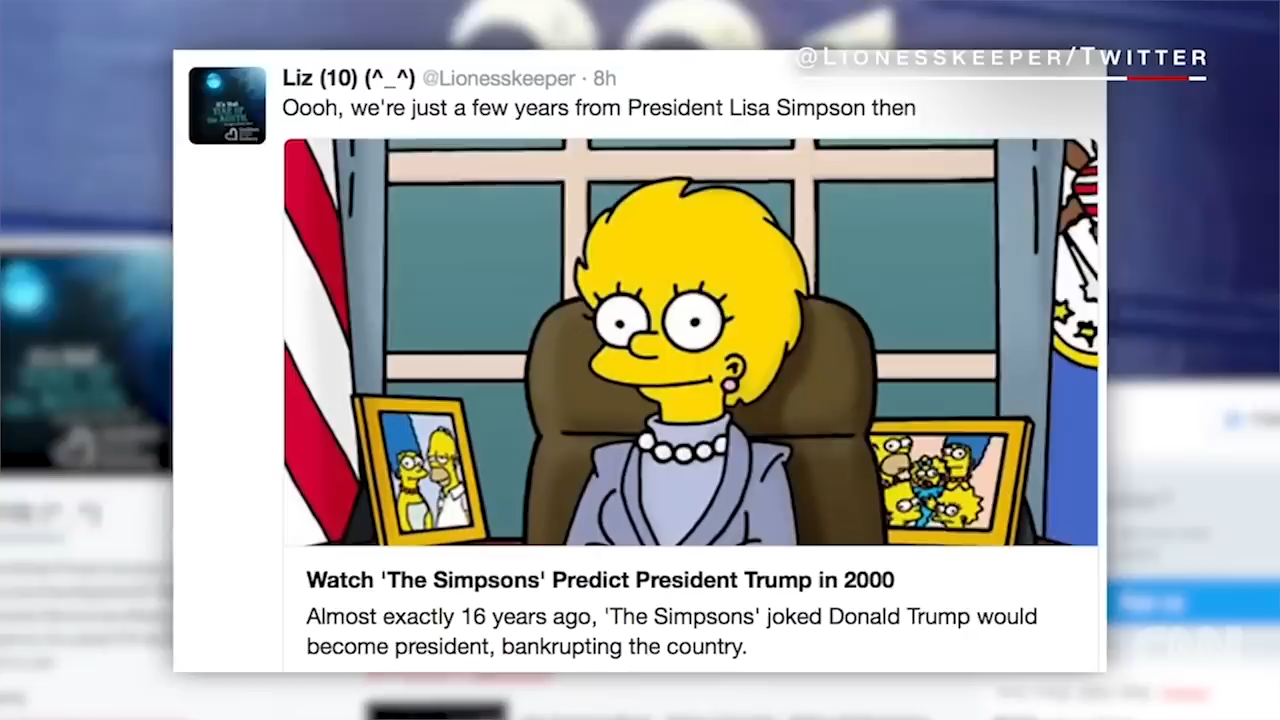 @LIONESSKEEPER/TWITTER
Liz (10) (^_^) @Lionesskeeper · 8h
Oooh, we're just a few years from President Lisa Simpson then
Watch 'The Simpsons' Predict President Trump in 2000
Almost exactly 16 years ago, 'The Simpsons' joked Donald Trump would
become president, bankrupting the country.